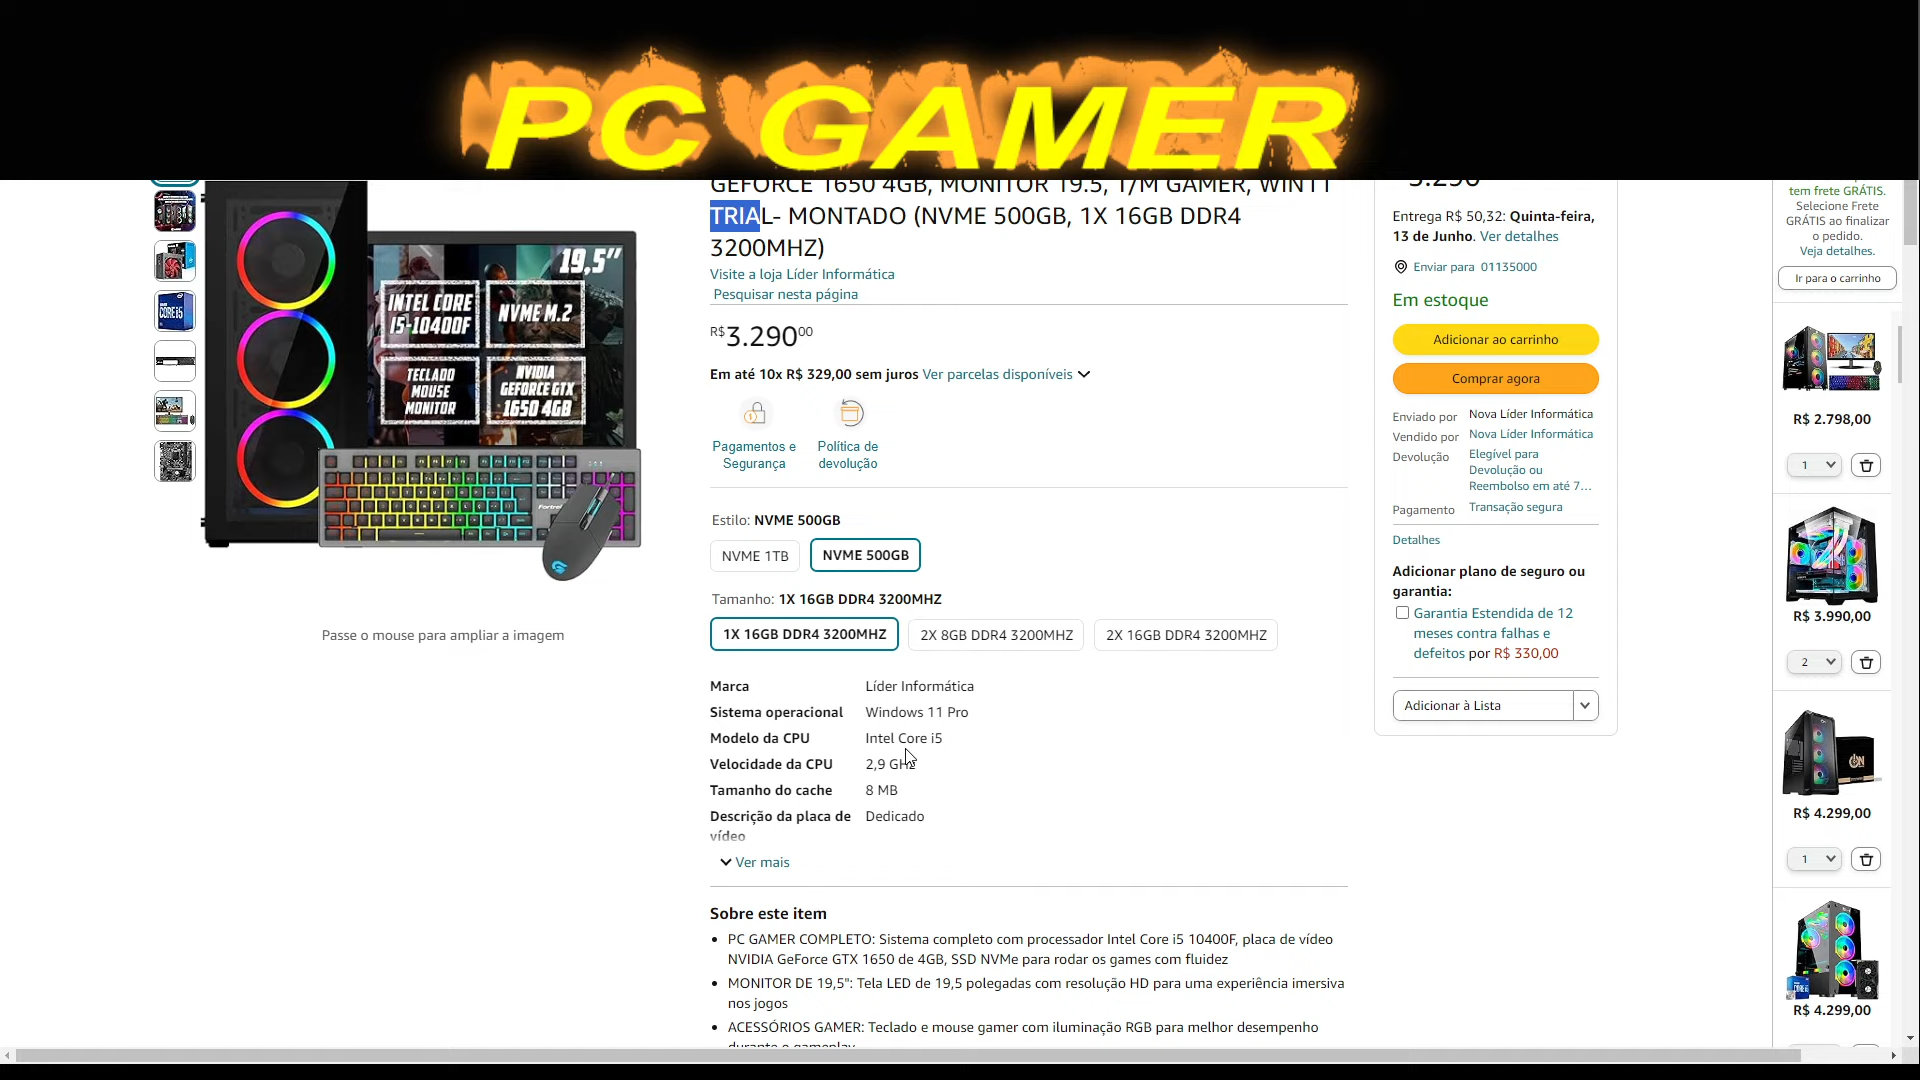 PC GAMER
GEFORCE 1650 4GB, MONITOR 19.5, T/M GAMER, WIN11
TRIAL- MONTADO (NVME 500GB, 1X 16GB DDR4
3200MHZ)
Visite a loja Líder Informática
Pesquisar nesta página
R$3.290⁰⁰
Em até 10x R$ 329,00 sem juros Ver parcelas disponíveis
Pagamentos e
Segurança
Política de
devolução
Estilo: NVME 500GB
NVME 1TB
NVME 500GB
Tamanho: 1X 16GB DDR4 3200MHZ
1X 16GB DDR4 3200MHZ
2X 8GB DDR4 3200MHZ
2X 16GB DDR4 3200MHZ
Marca Líder Informática
Sistema operacional Windows 11 Pro
Modelo da CPU Intel Core i5
Velocidade da CPU 2,9 GHz
Tamanho do cache 8 MB
Descrição da placa de Dedicado
vídeo
Ver mais
Sobre este item
• PC GAMER COMPLETO: Sistema completo com processador Intel Core i5 10400F, placa de vídeo
NVIDIA GeForce GTX 1650 de 4GB, SSD NVMe para rodar os games com fluidez
• MONITOR DE 19,5": Tela LED de 19,5 polegadas com resolução HD para uma experiência imersiva
nos jogos
• ACESSÓRIOS GAMER: Teclado e mouse gamer com iluminação RGB para melhor desempenho
durante o gameplay
19,5"
INTEL CORE
I5-10400F
NVME M.2
TECLADO
MOUSE
MONITOR
NVIDIA
GEFORCE GTX
1650 4GB
Fortrek
CORE i5
Passe o mouse para ampliar a imagem
3.290
Entrega R$ 50,32: Quinta-feira,
13 de Junho. Ver detalhes
Enviar para 01135000
Em estoque
Adicionar ao carrinho
Comprar agora
Enviado por Nova Líder Informática
Vendido por Nova Líder Informática
Devolução Elegível para
Devolução ou
Reembolso em até 7...
Pagamento Transação segura
Detalhes
Adicionar plano de seguro ou
garantia:
Garantia Estendida de 12
meses contra falhas e
defeitos por R$ 330,00
Adicionar à Lista
tem frete GRÁTIS.
Selecione Frete
GRÁTIS ao finalizar
o pedido.
Veja detalhes.
Ir para o carrinho
R$ 2.798,00
1
R$ 3.990,00
2
R$ 4.299,00
1
R$ 4.299,00